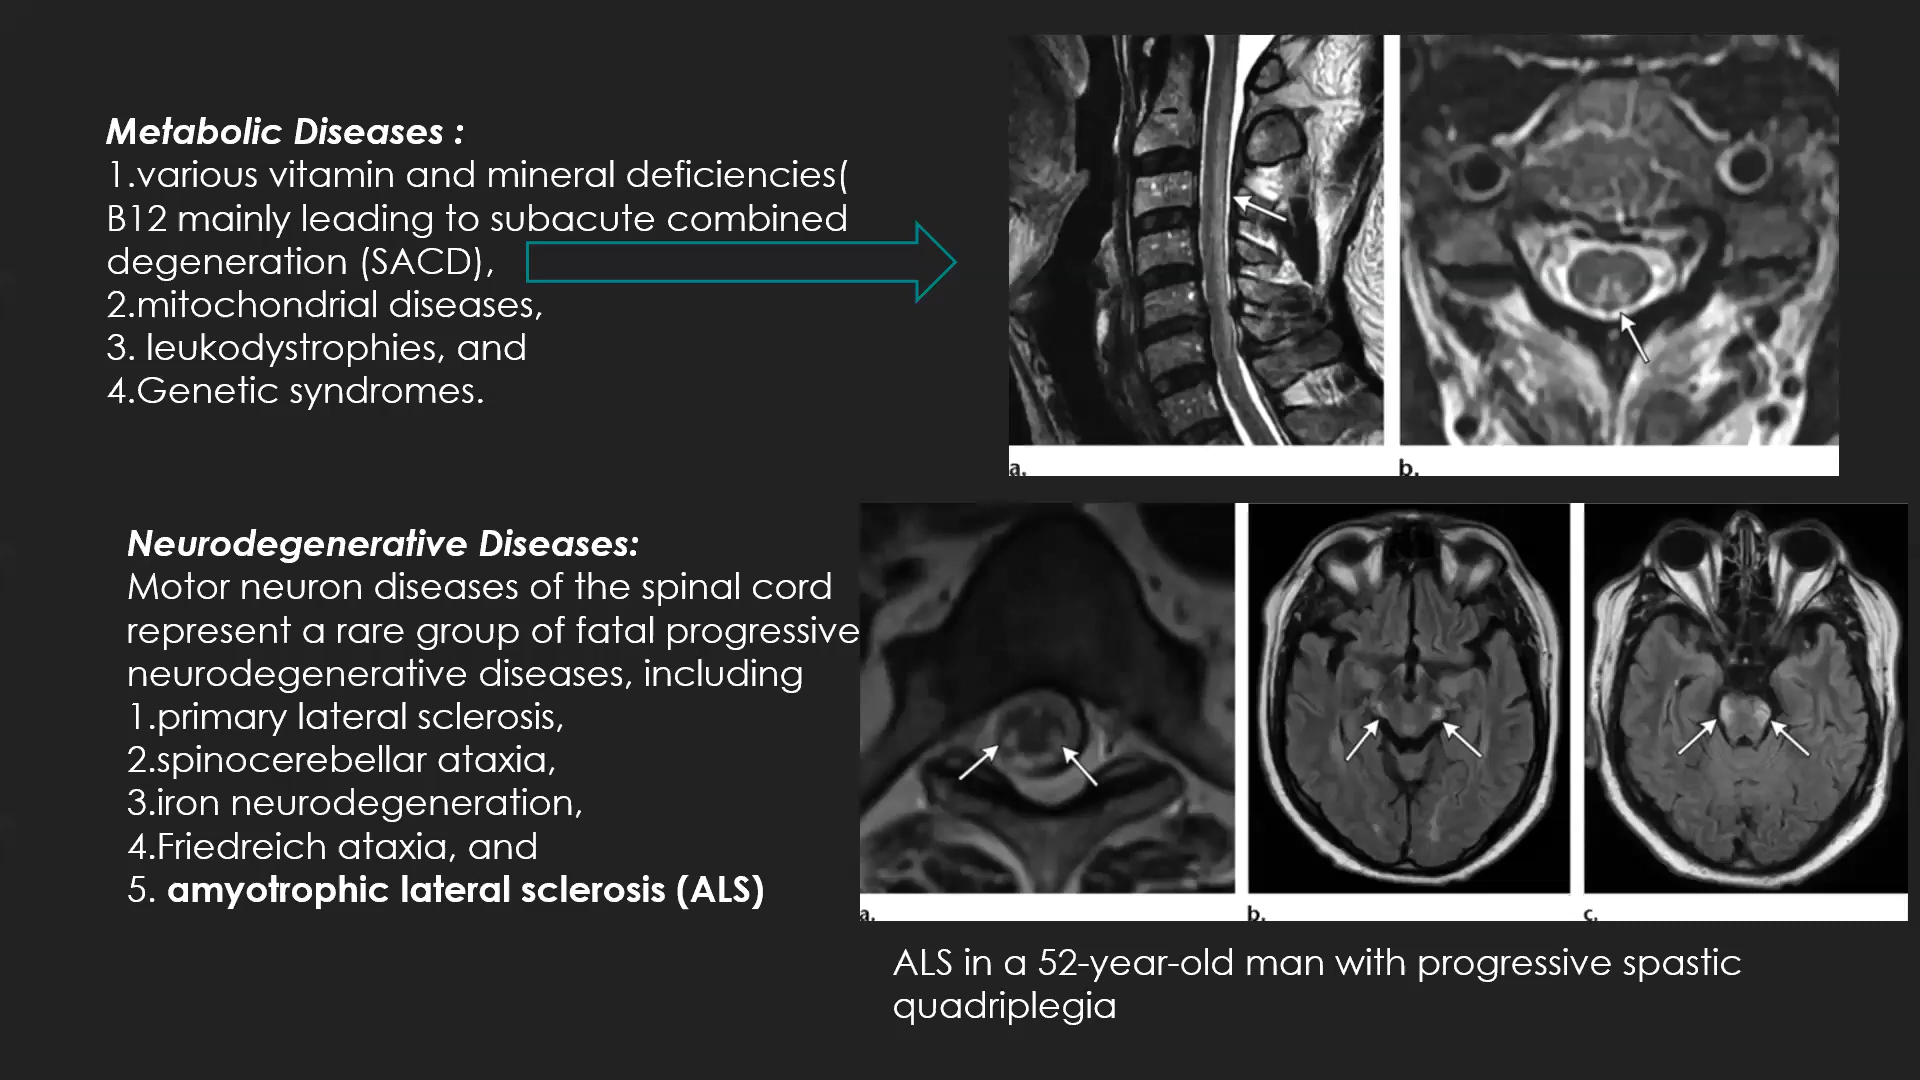 Metabolic Diseases :
1.various vitamin and mineral deficiencies(
B12 mainly leading to subacute combined
degeneration (SACD),
2.mitochondrial diseases,
3. leukodystrophies, and
4.Genetic syndromes.
a.
b.
Neurodegenerative Diseases:
Motor neuron diseases of the spinal cord
represent a rare group of fatal progressive
neurodegenerative diseases, including
1.primary lateral sclerosis,
2.spinocerebellar ataxia,
3.iron neurodegeneration,
4.Friedreich ataxia, and
5. amyotrophic lateral sclerosis (ALS)
a.
b.
c.
ALS in a 52-year-old man with progressive spastic
quadriplegia